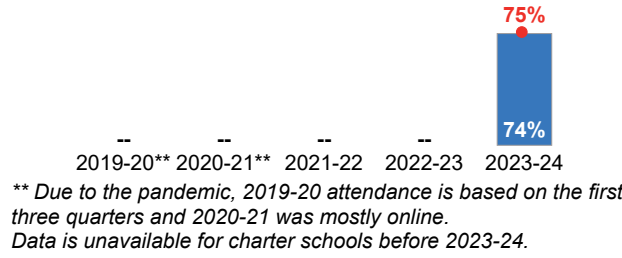 75%
74%
-- -- -- --
2019-20** 2020-21** 2021-22 2022-23 2023-24
** Due to the pandemic, 2019-20 attendance is based on the first
three quarters and 2020-21 was mostly online.
Data is unavailable for charter schools before 2023-24.